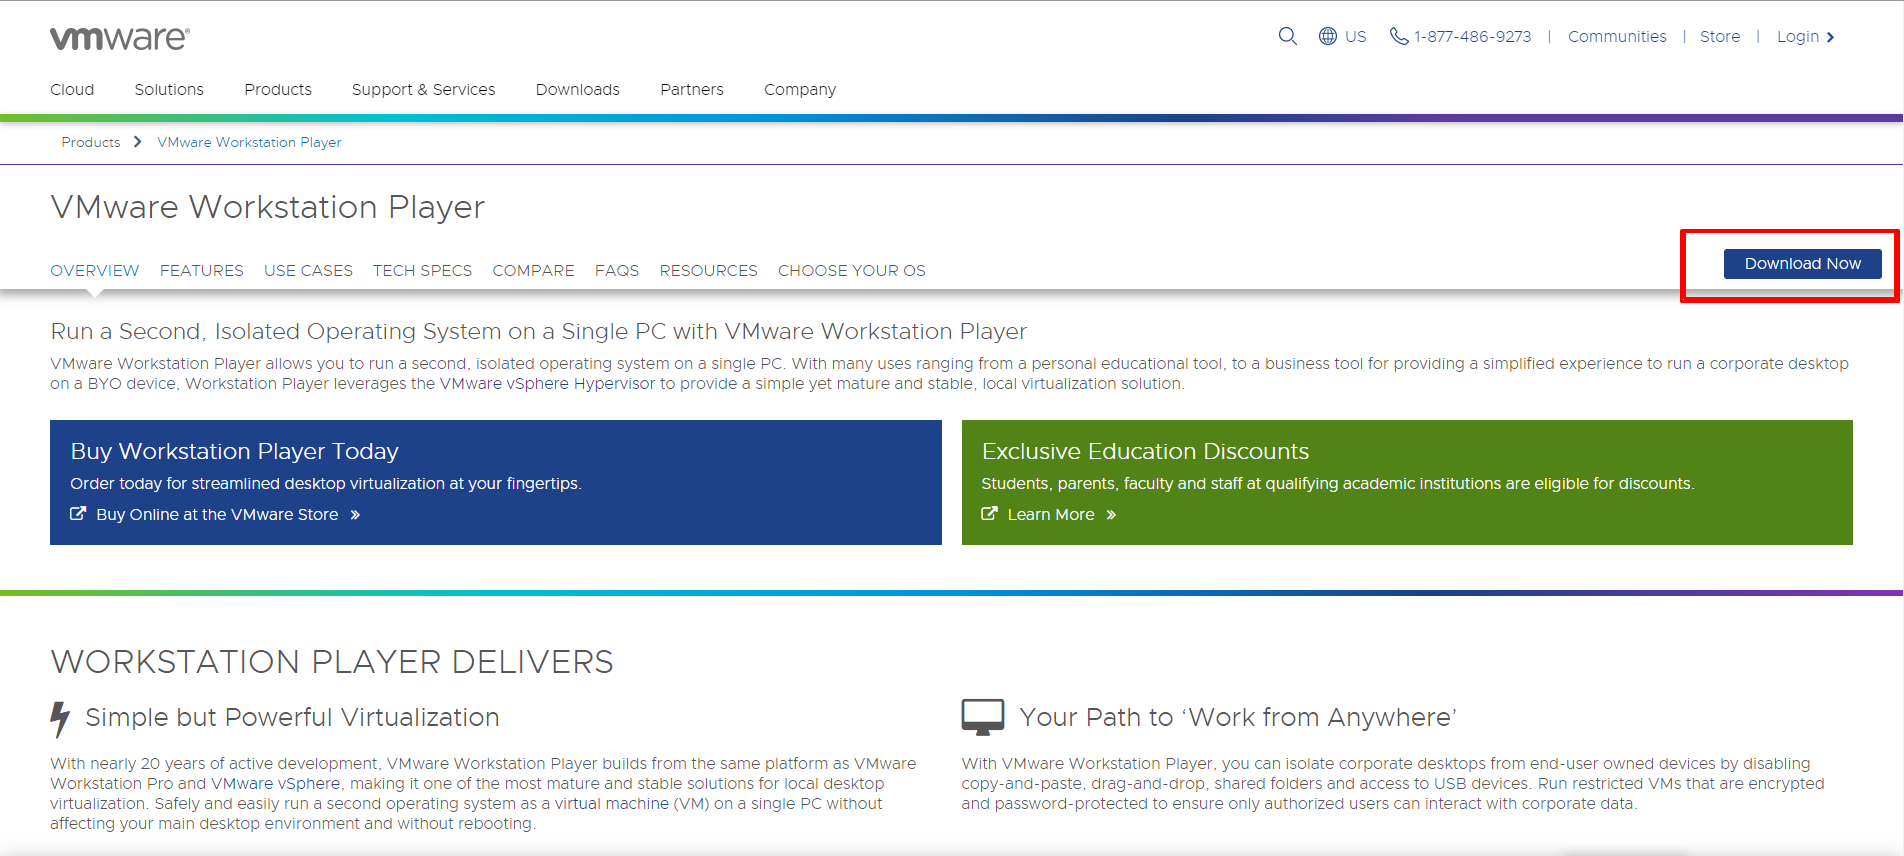 vmware®
US 1-877-486-9273 | Communities | Store | Login
Cloud Solutions Products Support & Services Downloads Partners Company
Products VMware Workstation Player
VMware Workstation Player
OVERVIEW FEATURES USE CASES TECH SPECS COMPARE FAQS RESOURCES CHOOSE YOUR OS
Download Now
Run a Second, Isolated Operating System on a Single PC with VMware Workstation Player
VMware Workstation Player allows you to run a second, isolated operating system on a single PC. With many uses ranging from a personal educational tool, to a business tool for providing a simplified experience to run a corporate desktop
on a BYO device, Workstation Player leverages the VMware vSphere Hypervisor to provide a simple yet mature and stable, local virtualization solution.
Buy Workstation Player Today
Order today for streamlined desktop virtualization at your fingertips.
Buy Online at the VMware Store »
Exclusive Education Discounts
Students, parents, faculty and staff at qualifying academic institutions are eligible for discounts.
Learn More »
WORKSTATION PLAYER DELIVERS
Simple but Powerful Virtualization
With nearly 20 years of active development, VMware Workstation Player builds from the same platform as VMware
Workstation Pro and VMware vSphere, making it one of the most mature and stable solutions for local desktop
virtualization. Safely and easily run a second operating system as a virtual machine (VM) on a single PC without
affecting your main desktop environment and without rebooting.
Your Path to ‘Work from Anywhere’
With VMware Workstation Player, you can isolate corporate desktops from end-user owned devices by disabling
copy-and-paste, drag-and-drop, shared folders and access to USB devices. Run restricted VMs that are encrypted
and password-protected to ensure only authorized users can interact with corporate data.